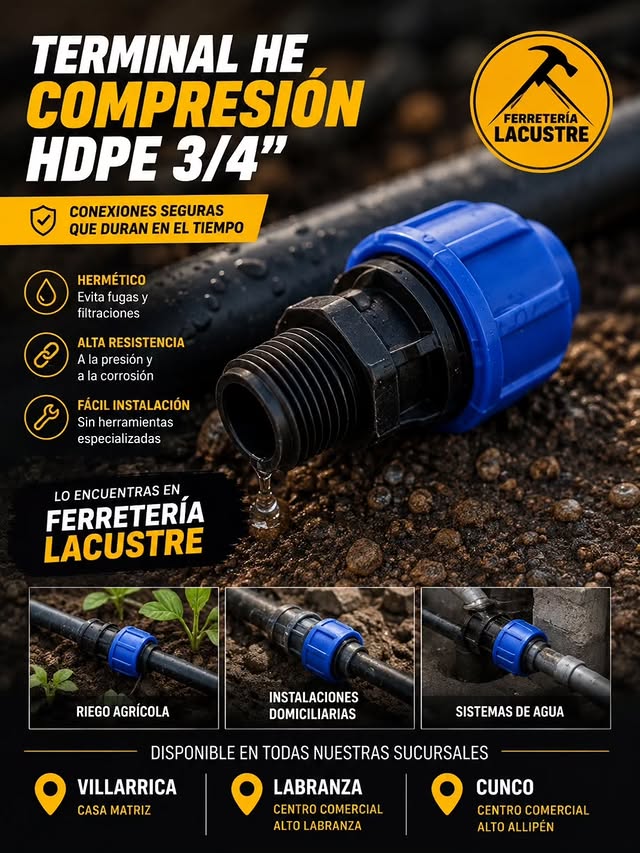 TERMINAL HE
COMPRESIÓN
HDPE 3/4”
FERRETERÍA
LACUSTRE
CONEXIONES SEGURAS
QUE DURAN EN EL TIEMPO
HERMÉTICO
Evita fugas y
filtraciones
ALTA RESISTENCIA
A la presión y
a la corrosión
FÁCIL INSTALACIÓN
Sin herramientas
especializadas
LO ENCUENTRAS EN
FERRETERÍA
LACUSTRE
RIEGO AGRÍCOLA
INSTALACIONES
DOMICILIARIAS
SISTEMAS DE AGUA
DISPONIBLE EN TODAS NUESTRAS SUCURSALES
VILLARRICA
CASA MATRIZ
LABRANZA
CENTRO COMERCIAL
ALTO LABRANZA
CUNCO
CENTRO COMERCIAL
ALTO ALLIPÉN